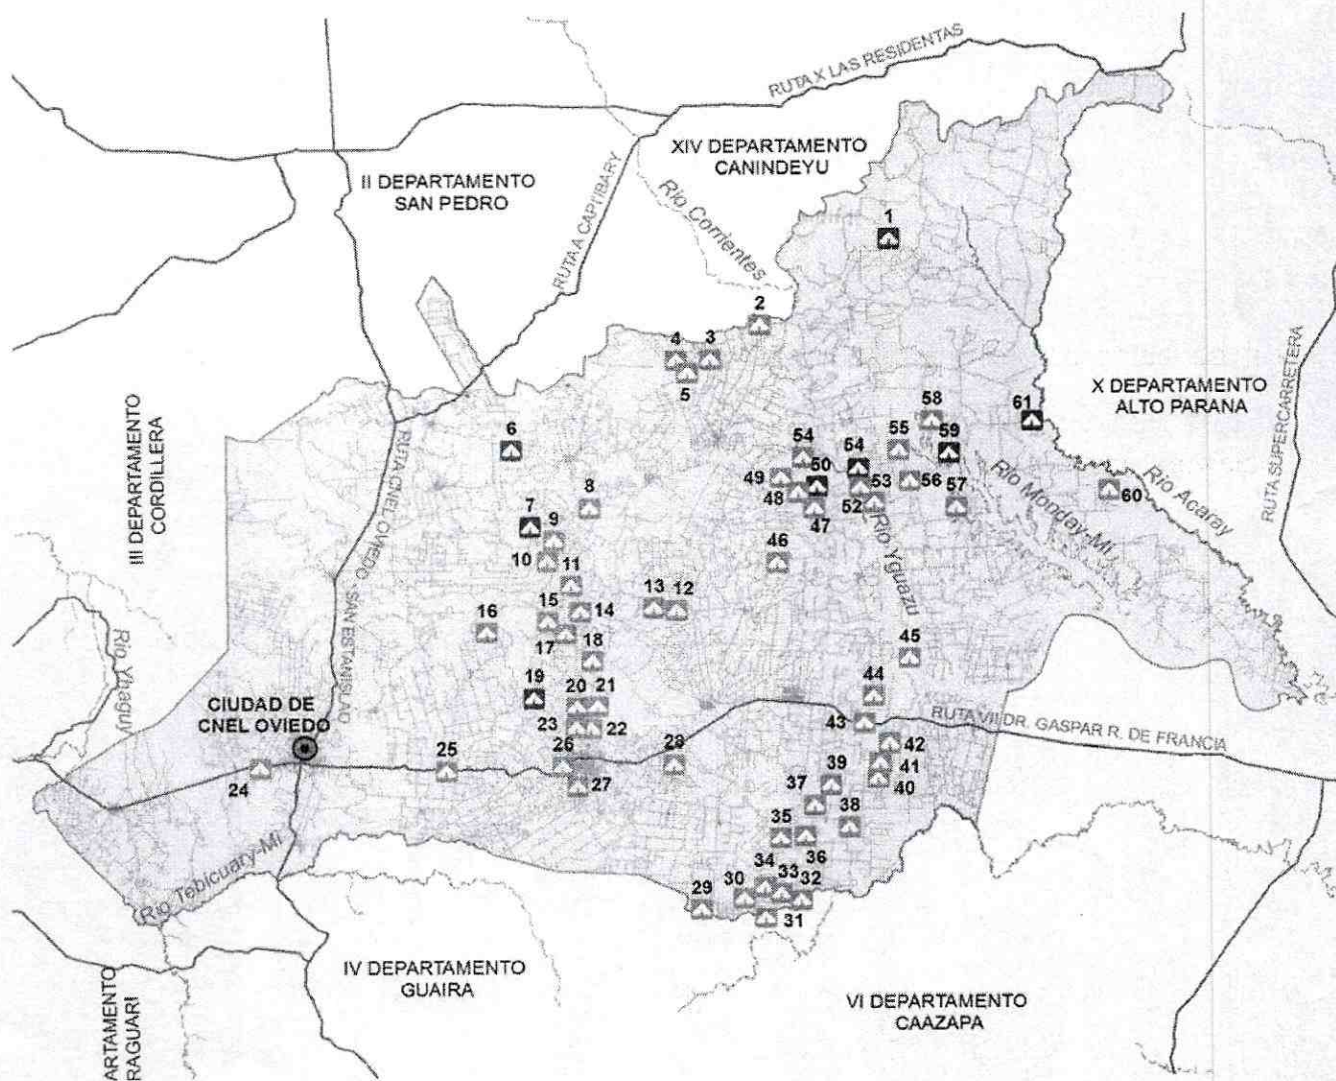 RUTA X LAS RESIDENTAS
XIV DEPARTAMENTO
CANINDEYU
II DEPARTAMENTO
SAN PEDRO
RUTA A CAPIIBARY
Rio Corrientes
1
2
3
4
5
X DEPARTAMENTO
ALTO PARANA
RUTA SUPERCARRETERA
III DEPARTAMENTO
CORDILLERA
RUTA CNEL OVIEDO - SAN ESTANISLAO
6
58
61
55
59
54
54
50
49
48
47
53
52
56
57
60
Rio Acaray
Rio Monday-Mi
Rio Yguazu
7
8
9
10
11
46
13
12
15
14
16
17
18
45
44
19
20
21
CIUDAD DE
CNEL OVIEDO
23
22
43
RUTA VII DR. GASPAR R. DE FRANCIA
42
41
40
25
26
28
24
27
39
37
38
35
36
34
33
32
30
29
31
Rio Tebicuary-Mi
IV DEPARTAMENTO
GUAIRA
VI DEPARTAMENTO
CAAZAPA
ARTAMENTO
RAGUARI